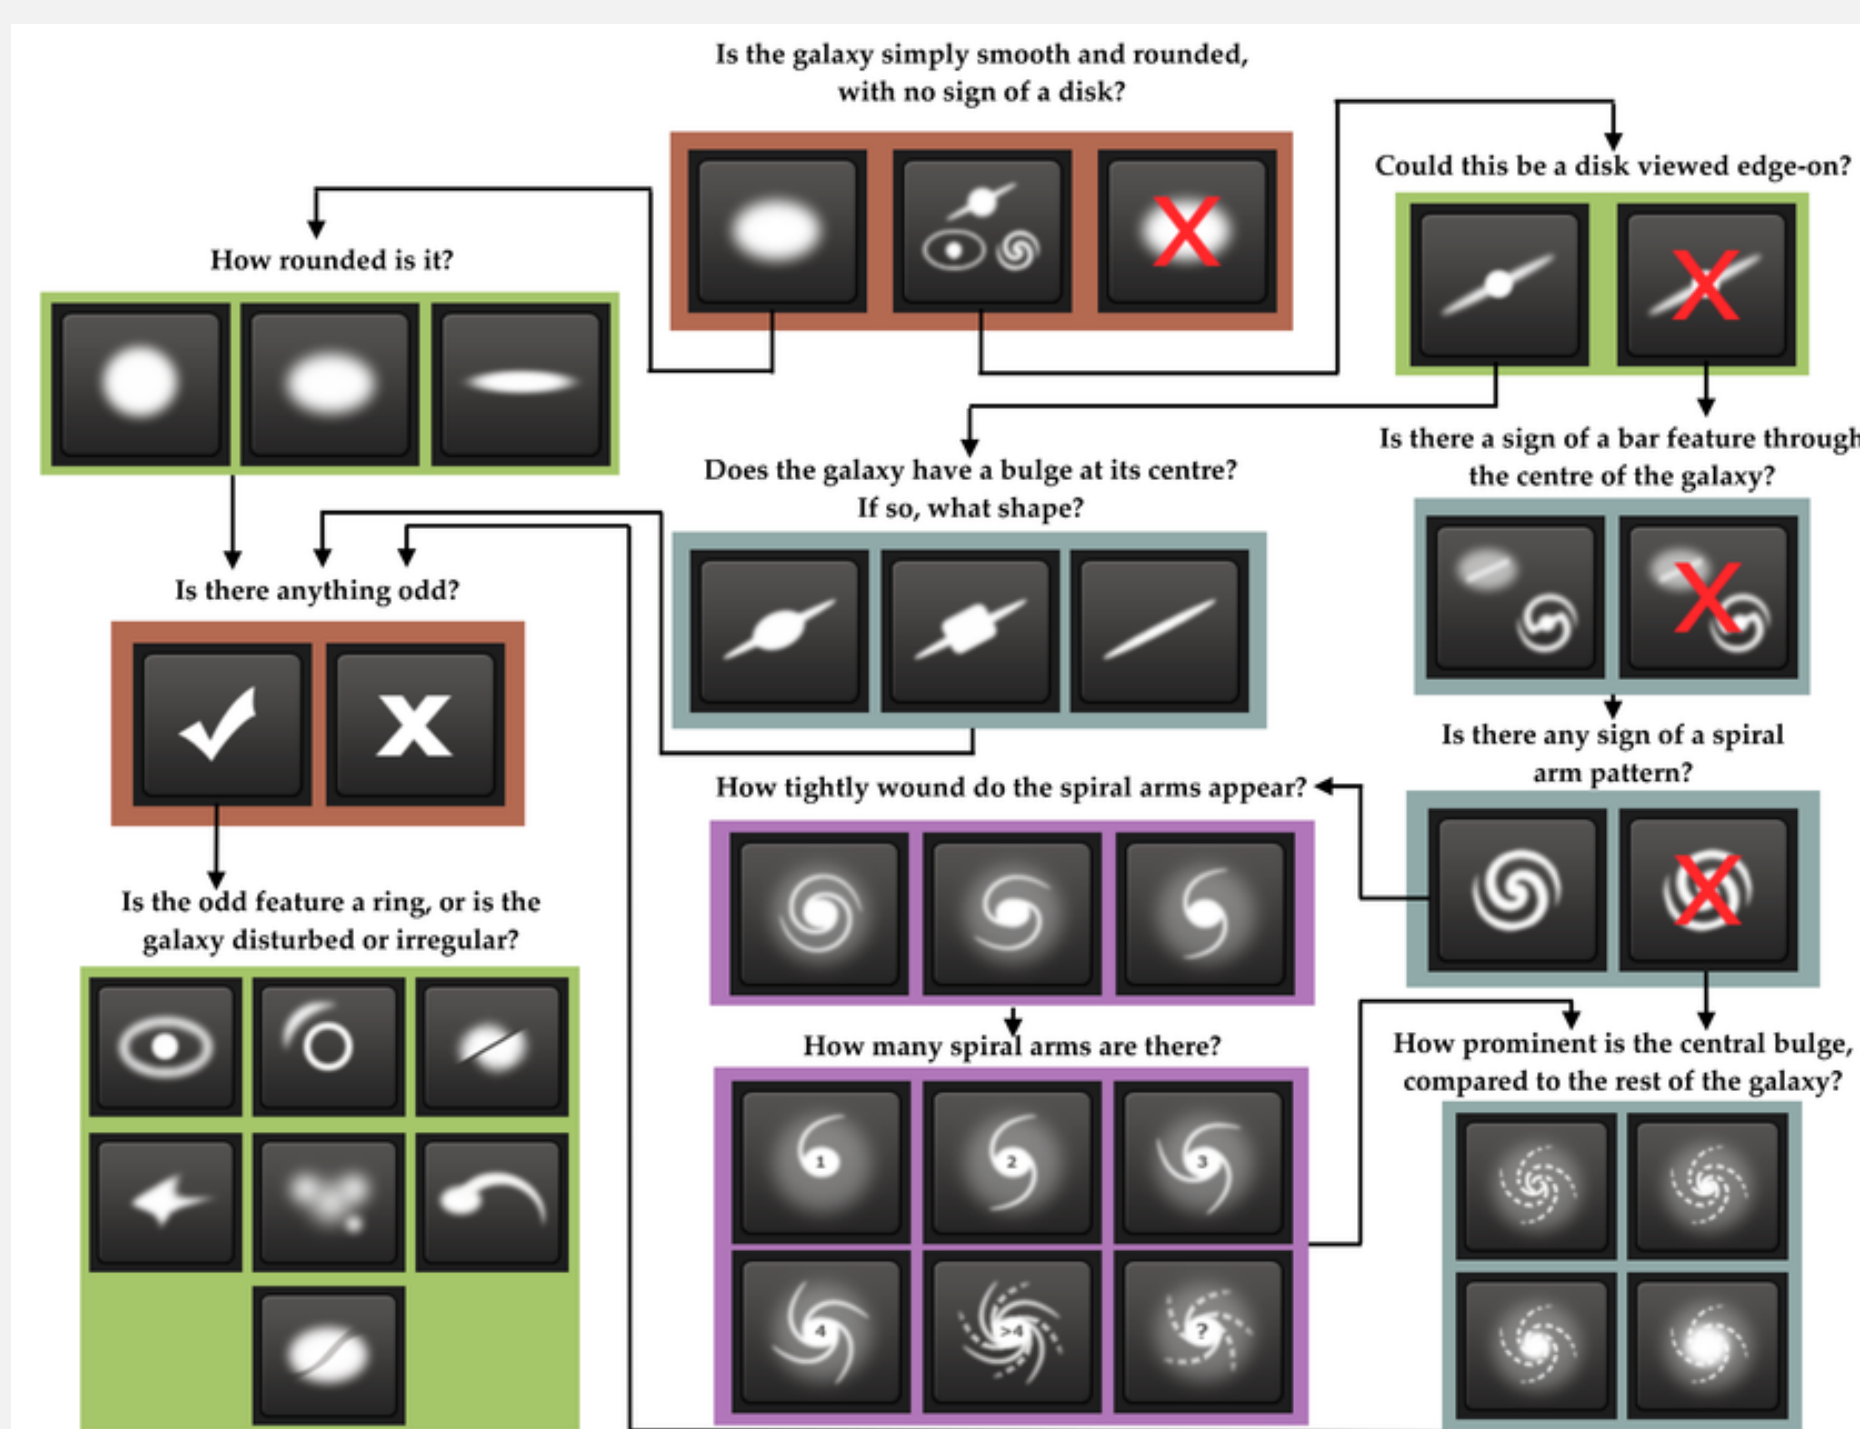 Is the galaxy simply smooth and rounded,
with no sign of a disk?
Could this be a disk viewed edge-on?
How rounded is it?
Is there a sign of a bar feature through
the centre of the galaxy?
Does the galaxy have a bulge at its centre?
If so, what shape?
Is there anything odd?
Is there any sign of a spiral
arm pattern?
How tightly wound do the spiral arms appear?
Is the odd feature a ring, or is the
galaxy disturbed or irregular?
How many spiral arms are there?
1
2
3
4
>4
?
How prominent is the central bulge,
compared to the rest of the galaxy?